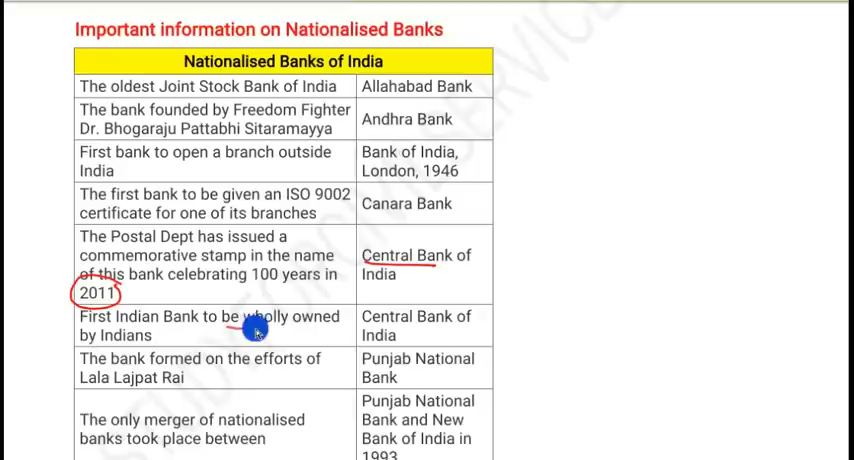 Important information on Nationalised Banks
Nationalised Banks of India
The oldest Joint Stock Bank of India
Allahabad Bank
The bank founded by Freedom Fighter
Dr. Bhogaraju Pattabhi Sitaramayya
Andhra Bank
First bank to open a branch outside
India
Bank of India,
London, 1946
The first bank to be given an ISO 9002
certificate for one of its branches
Canara Bank
The Postal Dept has issued a
commemorative stamp in the name
of this bank celebrating 100 years in
2011
Central Bank of
India
First Indian Bank to be wholly owned
by Indians
Central Bank of
India
The bank formed on the efforts of
Lala Lajpat Rai
Punjab National
Bank
The only merger of nationalised
banks took place between
Punjab National
Bank and New
Bank of India in
1993
STUDY FOR CIVIL SERVICE